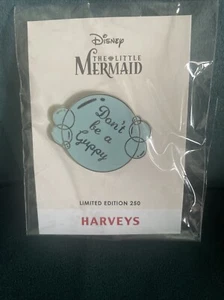 Disney
THE LITTLE
MERMAID
Don't
be a
Guppy
LIMITED EDITION 250
HARVEYS